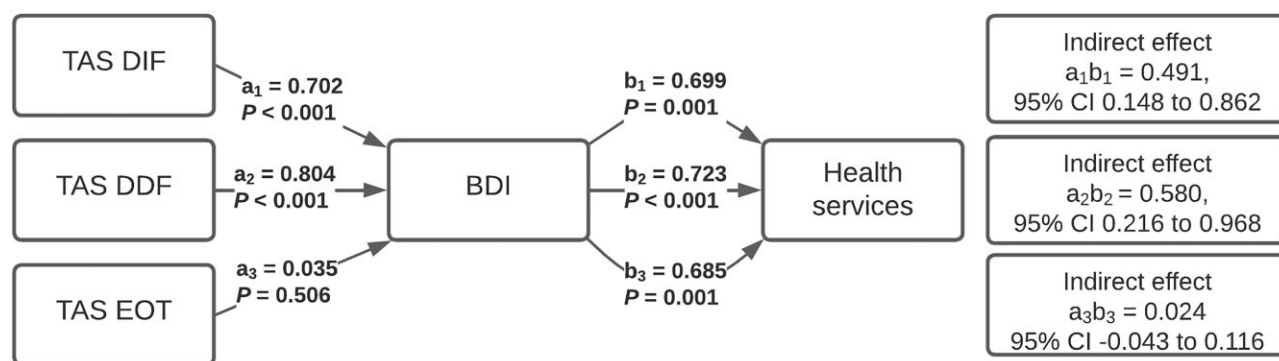 TAS DIF
TAS DDF
TAS EOT
a₁ = 0.702
P < 0.001
a₂ = 0.804
P < 0.001
a₃ = 0.035
P = 0.506
BDI
b₁ = 0.699
P = 0.001
b₂ = 0.723
P < 0.001
b₃ = 0.685
P = 0.001
Health
services
Indirect effect
a₁b₁ = 0.491,
95% CI 0.148 to 0.862
Indirect effect
a₂b₂ = 0.580,
95% CI 0.216 to 0.968
Indirect effect
a₃b₃ = 0.024
95% CI -0.043 to 0.116